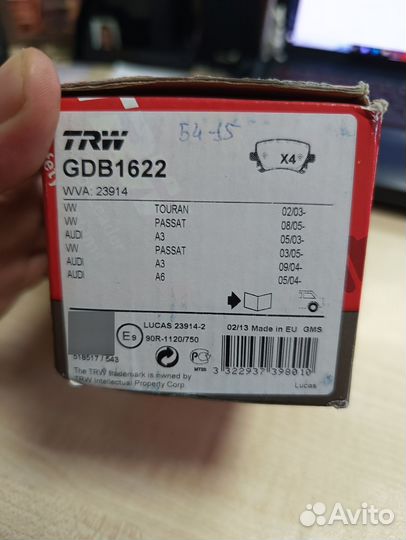 TRW
54-15
X4
GDB1622
WVA: 23914
VW TOURAN 02/03-
VW PASSAT 08/05-
AUDI A3 05/03-
VW PASSAT 03/05-
AUDI A3 09/04-
AUDI A6 05/04-
E9
LUCAS 23914-2 02/13 Made in EU GMS
90R-1120/750
518517 / 543
The TRW trademark is owned by
TRW Intellectual Property Corp.
3 322937 398010
Lucas
Avito